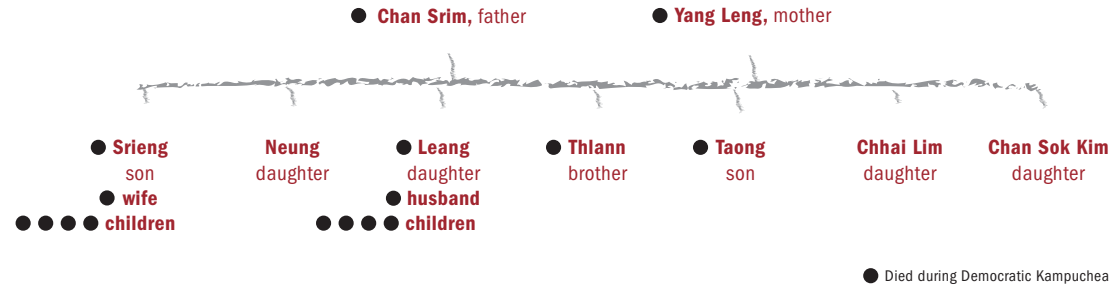 ● Chan Srim, father ● Yang Leng, mother
● Srieng Neung ● Leang ● Thlann ● Taong Chhai Lim Chan Sok Kim
son daughter daughter brother son daughter daughter
● wife ● husband
● ● ● ● children ● ● ● ● children
● Died during Democratic Kampuchea